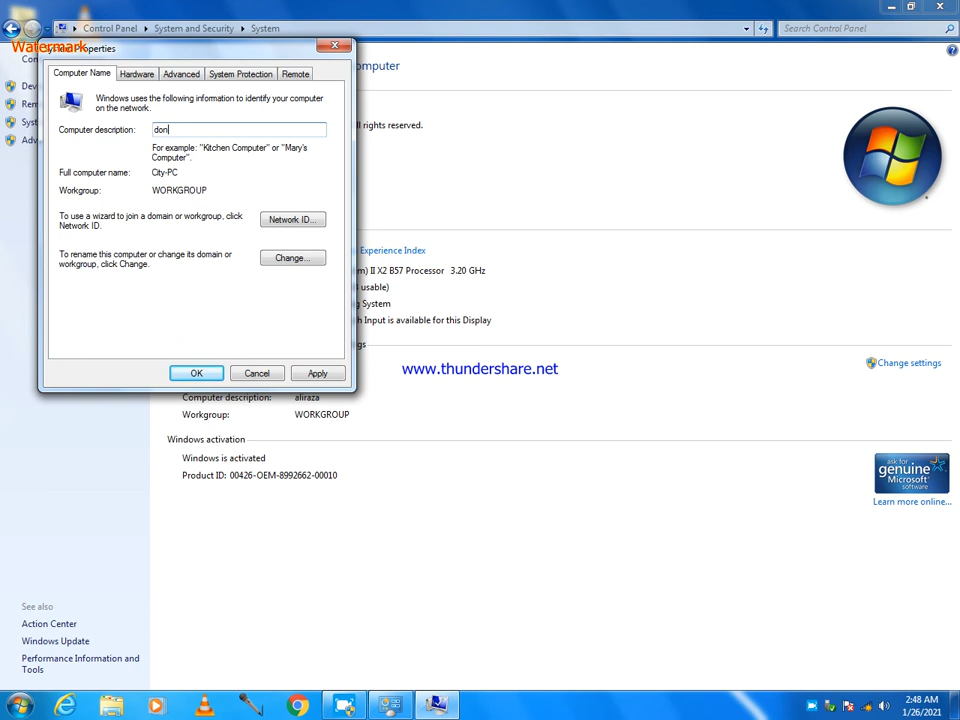 Control Panel ▸ System and Security ▸ System
Search Control Panel
Watermark
System Properties
Computer Name
Hardware
Advanced
System Protection
Remote
Windows uses the following information to identify your computer
on the network.
Computer description:
don
For example: "Kitchen Computer" or "Mary's
Computer".
Full computer name:
City-PC
Workgroup:
WORKGROUP
To use a wizard to join a domain or workgroup, click
Network ID.
Network ID...
To rename this computer or change its domain or
workgroup, click Change.
Change...
OK
Cancel
Apply
Con
Dev
Rem
Syst
Adv
omputer
ll rights reserved.
Experience Index
m) II X2 B57 Processor 3.20 GHz
usable)
g System
h Input is available for this Display
gs
www.thundershare.net
Change settings
Computer description:
aliraza
Workgroup:
WORKGROUP
Windows activation
Windows is activated
Product ID: 00426-OEM-8992662-00010
ask for
genuine
Microsoft
software
Learn more online...
See also
Action Center
Windows Update
Performance Information and
Tools
2:48 AM
1/26/2021